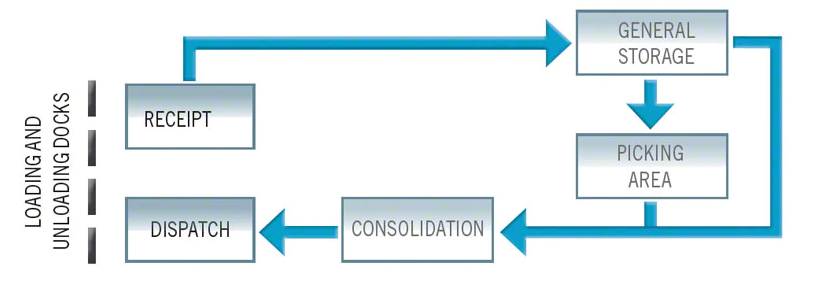 LOADING AND
UNLOADING DOCKS
RECEIPT
GENERAL
STORAGE
PICKING
AREA
DISPATCH
CONSOLIDATION